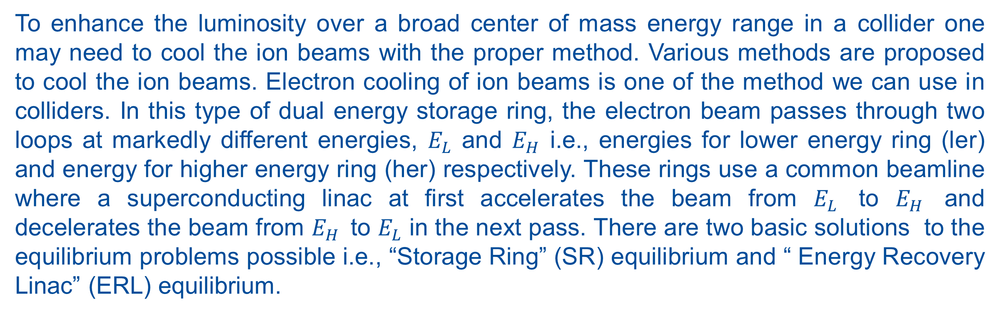 To enhance the luminosity over a broad center of mass energy range in a collider one
may need to cool the ion beams with the proper method. Various methods are proposed
to cool the ion beams. Electron cooling of ion beams is one of the method we can use in
colliders. In this type of dual energy storage ring, the electron beam passes through two
loops at markedly different energies, E_L and E_H i.e., energies for lower energy ring (ler)
and energy for higher energy ring (her) respectively. These rings use a common beamline
where a superconducting linac at first accelerates the beam from E_L to E_H and
decelerates the beam from E_H to E_L in the next pass. There are two basic solutions to the
equilibrium problems possible i.e., “Storage Ring” (SR) equilibrium and “ Energy Recovery
Linac” (ERL) equilibrium.